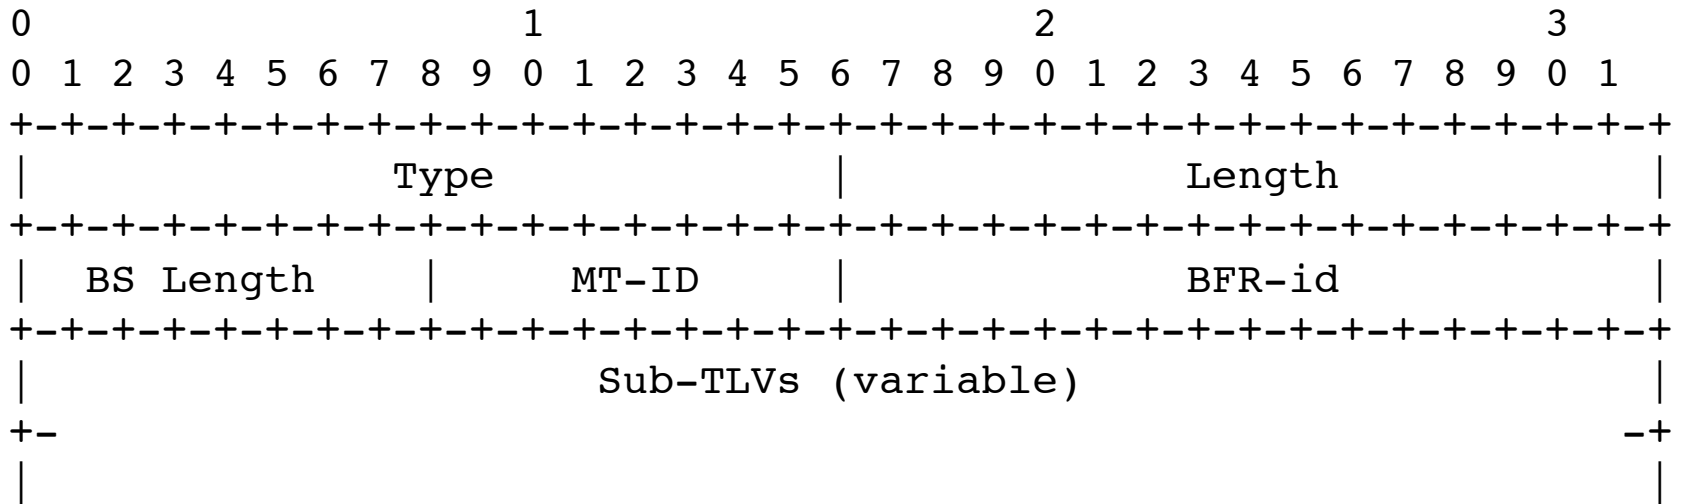 0                   1                   2                   3
0 1 2 3 4 5 6 7 8 9 0 1 2 3 4 5 6 7 8 9 0 1 2 3 4 5 6 7 8 9 0 1
+-+-+-+-+-+-+-+-+-+-+-+-+-+-+-+-+-+-+-+-+-+-+-+-+-+-+-+-+-+-+-+-+
|              Type             |             Length            |
+-+-+-+-+-+-+-+-+-+-+-+-+-+-+-+-+-+-+-+-+-+-+-+-+-+-+-+-+-+-+-+-+
|  BS Length    |     MT-ID     |             BFR-id            |
+-+-+-+-+-+-+-+-+-+-+-+-+-+-+-+-+-+-+-+-+-+-+-+-+-+-+-+-+-+-+-+-+
|                      Sub-TLVs (variable)                      |
+-                                                             -+
|                                                               |